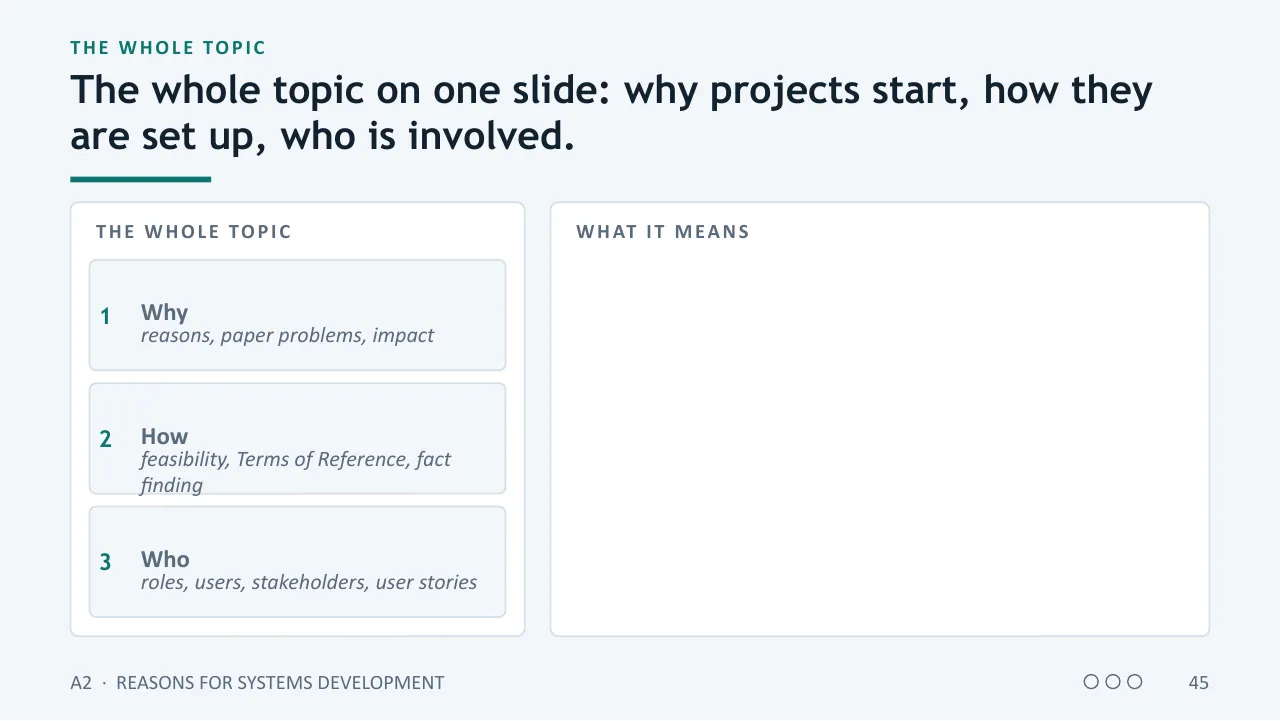 THE WHOLE TOPIC
The whole topic on one slide: why projects start, how they
are set up, who is involved.
THE WHOLE TOPIC
1
Why
reasons, paper problems, impact
2
How
feasibility, Terms of Reference, fact
finding
3
Who
roles, users, stakeholders, user stories
WHAT IT MEANS
A2 · REASONS FOR SYSTEMS DEVELOPMENT
45